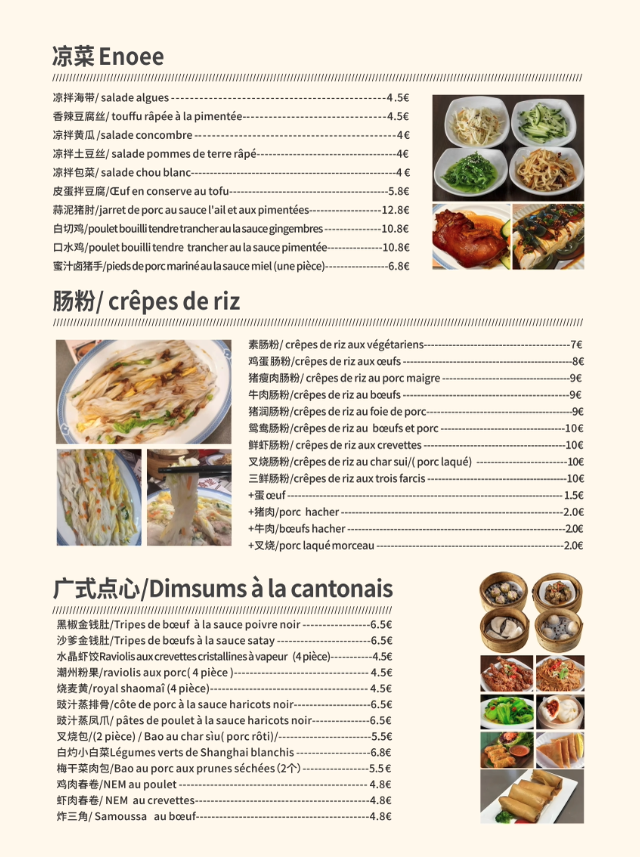 凉菜 Enoee
凉拌海带/ salade algues ---4.5€
香辣豆腐丝/ touffu râpée à la pimentée---4.5€
凉拌黄瓜/salade concombre ---4€
凉拌土豆丝/ salade pommes de terre râpé---4€
凉拌包菜/ salade chou blanc---4 €
皮蛋拌豆腐/Œuf en conserve au tofu---5.8€
蒜泥猪肘/jarret de porc au sauce l'ail et aux pimentées---12.8€
白切鸡/poulet bouilli tendre trancher au la sauce gingembres ---10.8€
口水鸡/poulet bouilli tendre trancher au la sauce pimentée---10.8€
蜜汁卤猪手/pieds de porc mariné au la sauce miel (une pièce)---6.8€
肠粉/ crêpes de riz
素肠粉/ crêpes de riz aux végétariens---7€
鸡蛋肠粉/crêpes de riz aux œufs ---8€
猪瘦肉肠粉/ crêpes de riz au porc maigre ---9€
牛肉肠粉/crêpes de riz au bœufs ---9€
猪润肠粉/crêpes de riz au foie de porc---9€
鸳鸯肠粉/crêpes de riz au bœufs et porc ---10€
鲜虾肠粉/ crêpes de riz aux crevettes ---10€
叉烧肠粉/crêpes de riz au char sui/( porc laqué) ---10€
三鲜肠粉/crêpes de riz aux trois farcis ---10€
+蛋 œuf --- 1.5€
+猪肉/porc hacher ---2.0€
+牛肉/bœufs hacher ---2.0€
+叉烧/porc laqué morceau ---2.0€
广式点心/Dimsums à la cantonais
黑椒金钱肚/Tripes de bœuf à la sauce poivre noir ---6.5€
沙爹金钱肚/Tripes de bœufs à la sauce satay ---6.5€
水晶虾饺Raviolis aux crevettes cristallines à vapeur (4 pièce)---4.5€
潮州粉果/raviolis aux porc( 4 pièce )---4.5€
烧麦黄/royal shaomaî (4 pièce)--- 4.5€
豉汁蒸排骨/côte de porc à la sauce haricots noir---6.5€
豉汁蒸凤爪/ pâtes de poulet à la sauce haricots noir---6.5€
叉烧包/(2 pièce) / Bao au char sìu( porc rôti)/---5.5€
白灼小白菜Légumes verts de Shanghai blanchis ---6.8€
梅干菜肉包/Bao au porc aux prunes séchées (2个) ---5.5 €
鸡肉春卷/NEM au poulet --- 4.8€
虾肉春卷/ NEM au crevettes---4.8€
炸三角/ Samoussa au bœuf---4.8€